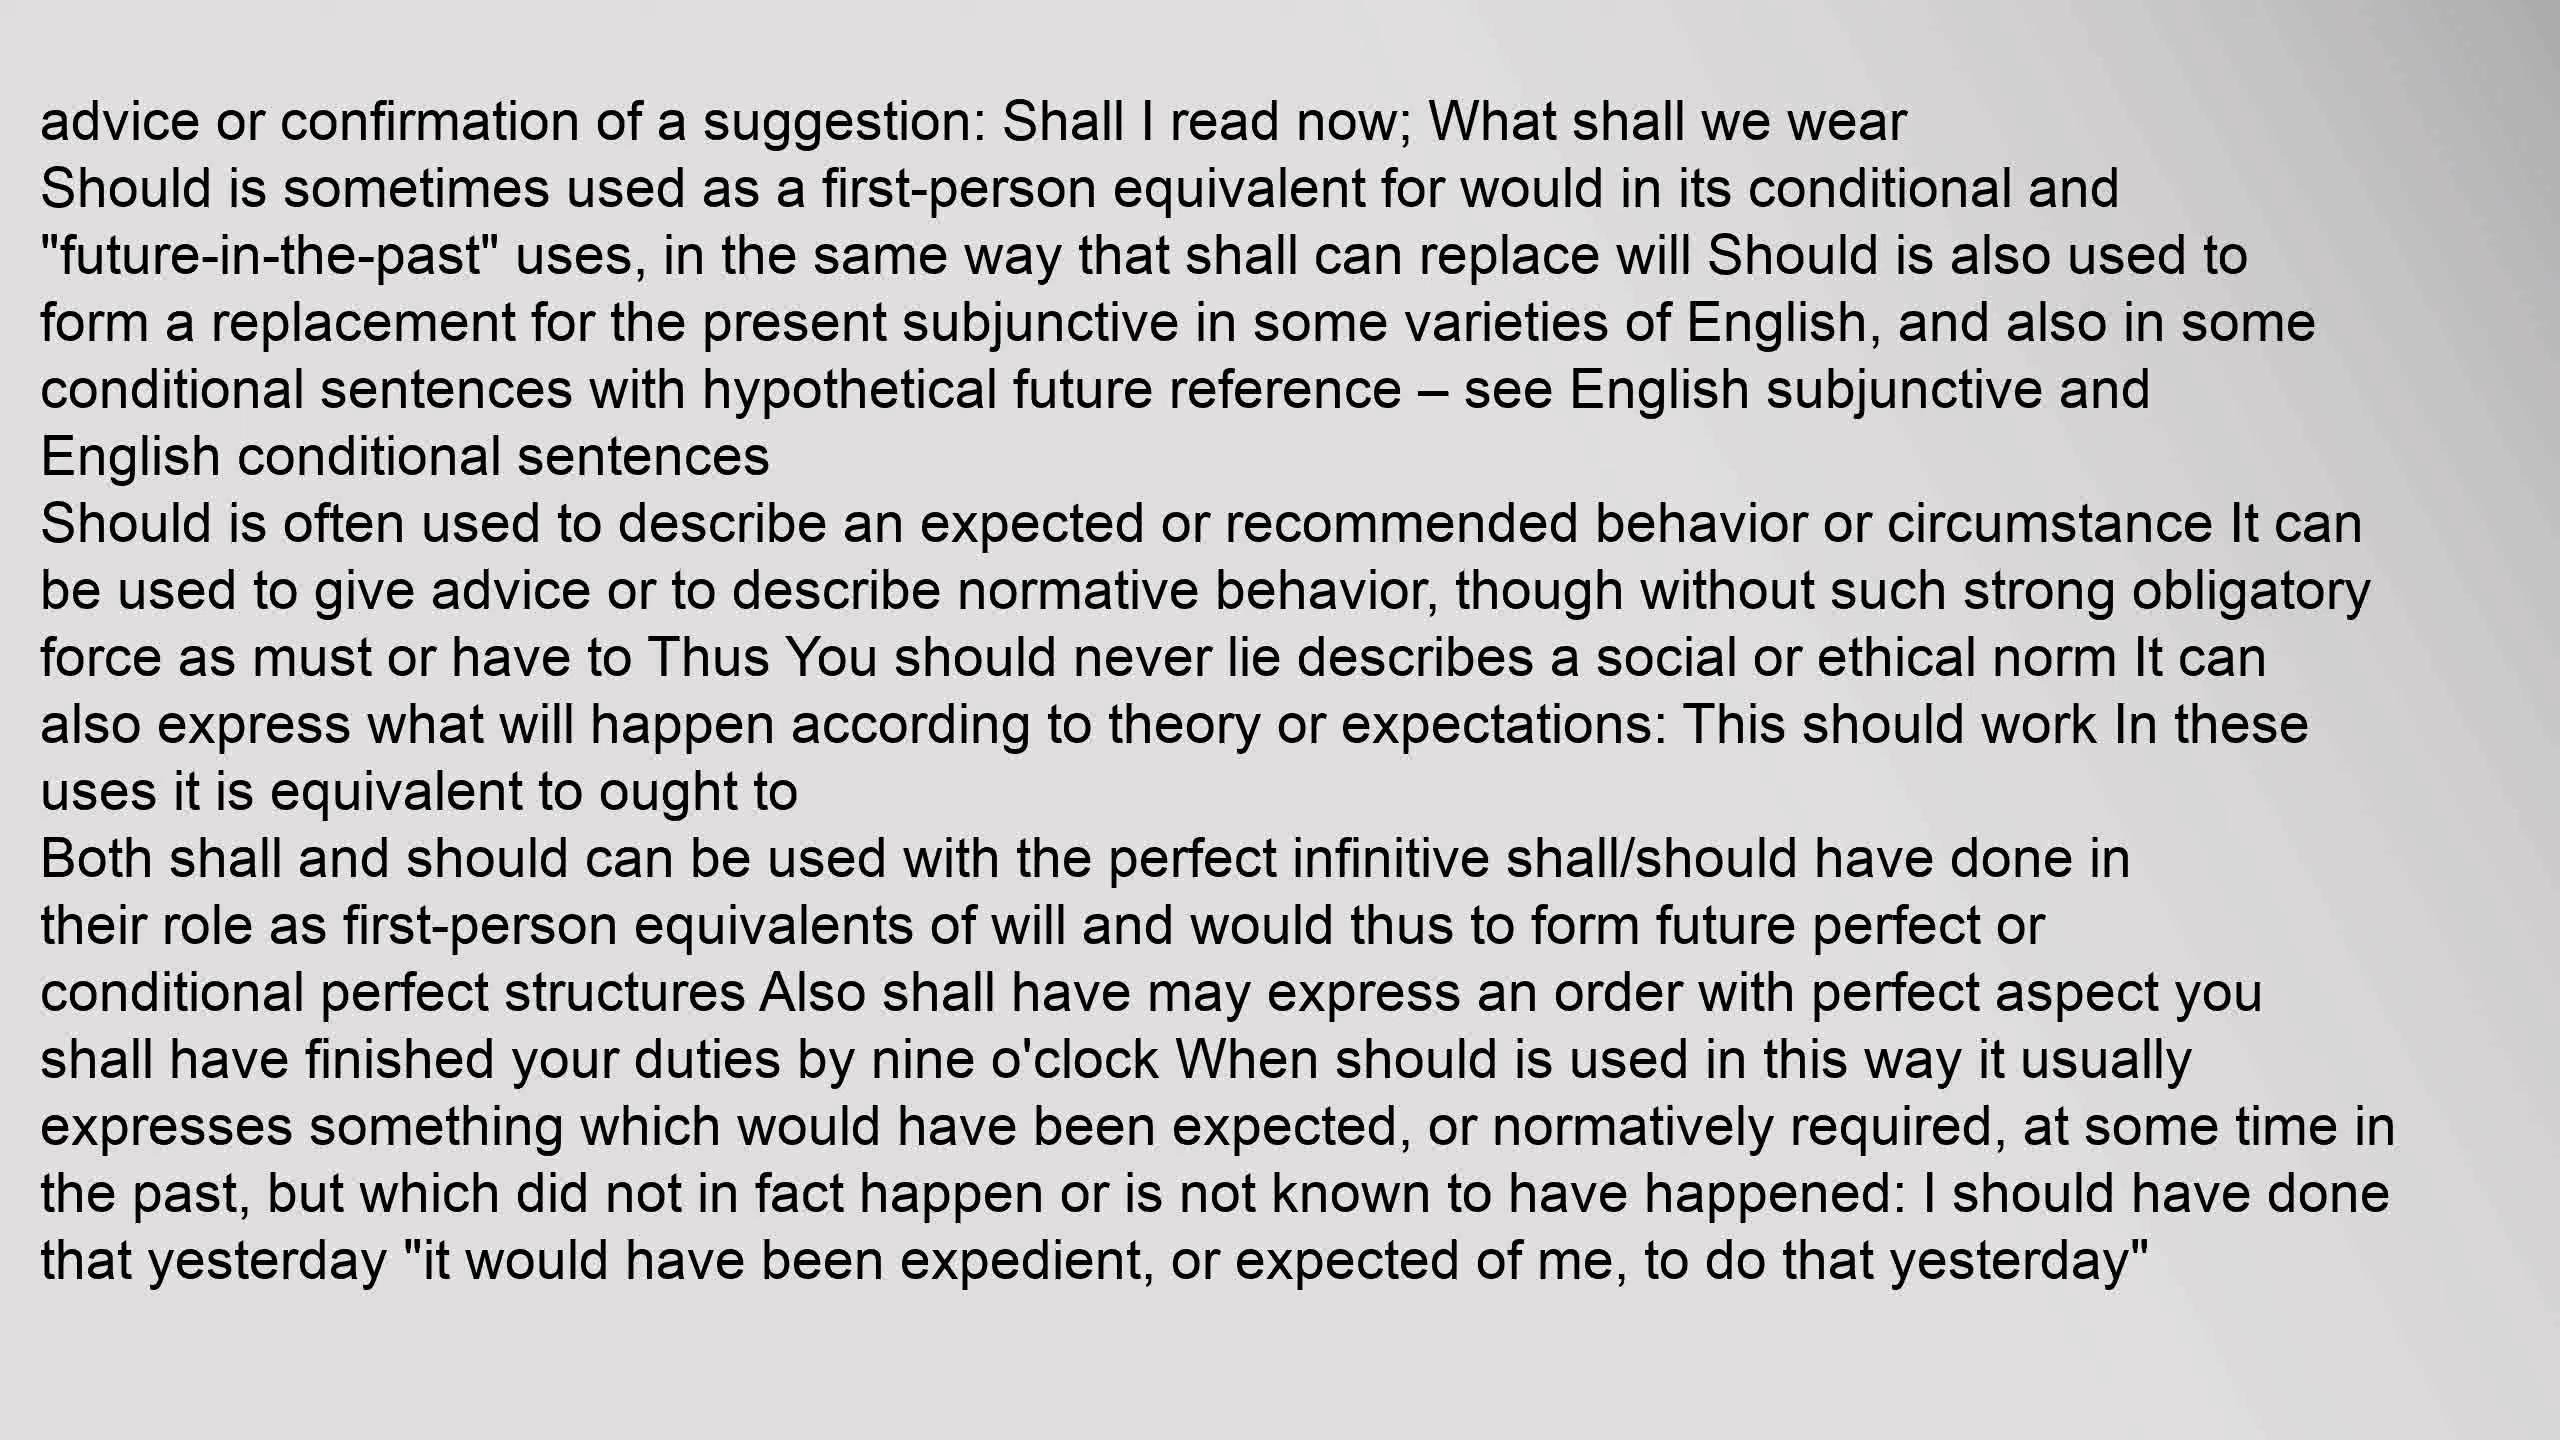 advice or confirmation of a suggestion: Shall I read now; What shall we wear
Should is sometimes used as a first-person equivalent for would in its conditional and
"future-in-the-past" uses, in the same way that shall can replace will Should is also used to
form a replacement for the present subjunctive in some varieties of English, and also in some
conditional sentences with hypothetical future reference – see English subjunctive and
English conditional sentences
Should is often used to describe an expected or recommended behavior or circumstance It can
be used to give advice or to describe normative behavior, though without such strong obligatory
force as must or have to Thus You should never lie describes a social or ethical norm It can
also express what will happen according to theory or expectations: This should work In these
uses it is equivalent to ought to
Both shall and should can be used with the perfect infinitive shall/should have done in
their role as first-person equivalents of will and would thus to form future perfect or
conditional perfect structures Also shall have may express an order with perfect aspect you
shall have finished your duties by nine o'clock When should is used in this way it usually
expresses something which would have been expected, or normatively required, at some time in
the past, but which did not in fact happen or is not known to have happened: I should have done
that yesterday "it would have been expedient, or expected of me, to do that yesterday"